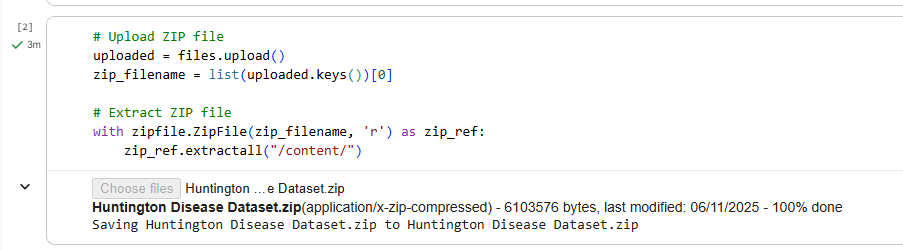 [2]
3m
# Upload ZIP file
uploaded = files.upload()
zip_filename = list(uploaded.keys())[0]
# Extract ZIP file
with zipfile.ZipFile(zip_filename, 'r') as zip_ref:
    zip_ref.extractall("/content/")
Choose files Huntington ...e Dataset.zip
Huntington Disease Dataset.zip(application/x-zip-compressed) - 6103576 bytes, last modified: 06/11/2025 - 100% done
Saving Huntington Disease Dataset.zip to Huntington Disease Dataset.zip